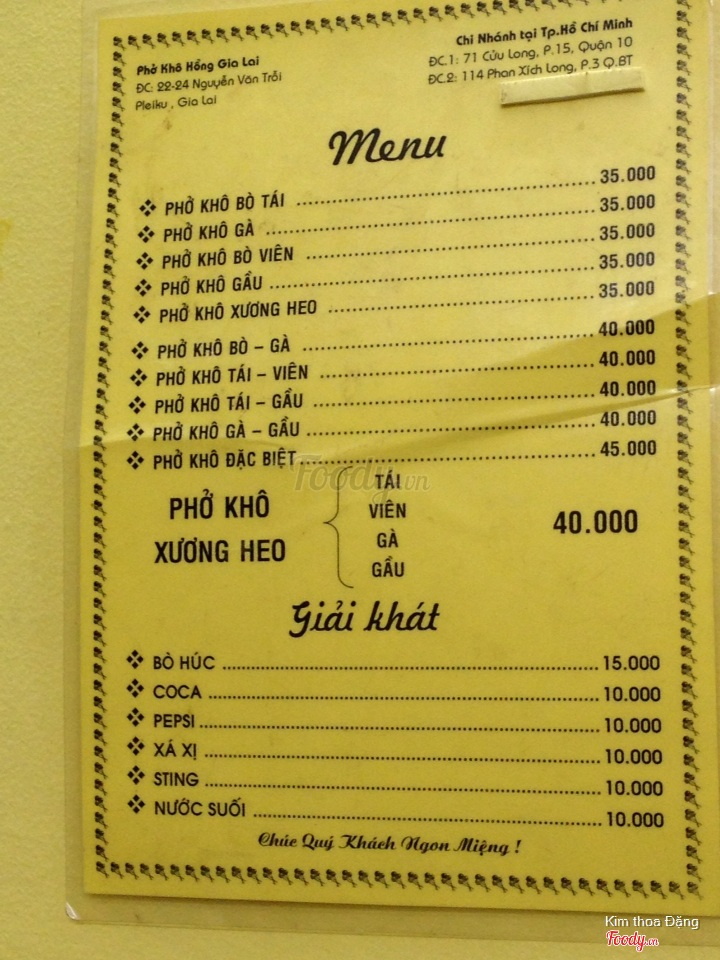 Phở Khô Hồng Gia Lai
ĐC: 22-24 Nguyễn Văn Trỗi
Pleiku , Gia Lai
Chi Nhánh tại Tp.Hồ Chí Minh
ĐC.1: 71 Cửu Long, P.15, Quận 10
ĐC.2: 114 Phan Xích Long, P.3 Q.BT
Menu
PHỞ KHÔ BÒ TÁI 35.000
PHỞ KHÔ GÀ 35.000
PHỞ KHÔ BÒ VIÊN 35.000
PHỞ KHÔ GẦU 35.000
PHỞ KHÔ XƯƠNG HEO 35.000
PHỞ KHÔ BÒ – GÀ 40.000
PHỞ KHÔ TÁI – VIÊN 40.000
PHỞ KHÔ TÁI – GẦU 40.000
PHỞ KHÔ GÀ – GẦU 40.000
PHỞ KHÔ ĐẶC BIỆT 45.000
PHỞ KHÔ
XƯƠNG HEO
TÁI
VIÊN
GÀ
GẦU
40.000
Giải khát
BÒ HÚC 15.000
COCA 10.000
PEPSI 10.000
XÁ XỊ 10.000
STING 10.000
NƯỚC SUỐI 10.000
Chúc Quý Khách Ngon Miệng !
Foody.vn
Kim thoa Đặng
Foody.vn